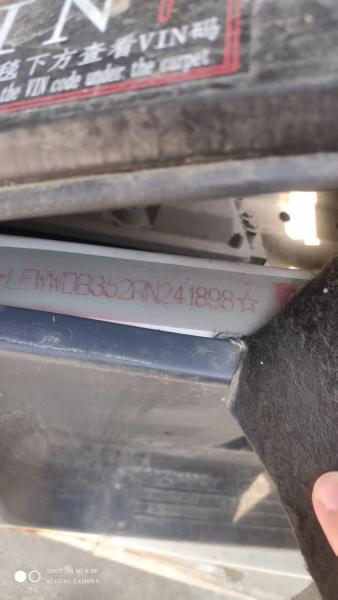 IN
毯下方查看VIN码
the VIN code under the carpet
LFWWDB352RN241898☆
SHOT ON MI 8 SE
AI DUAL CAMERA